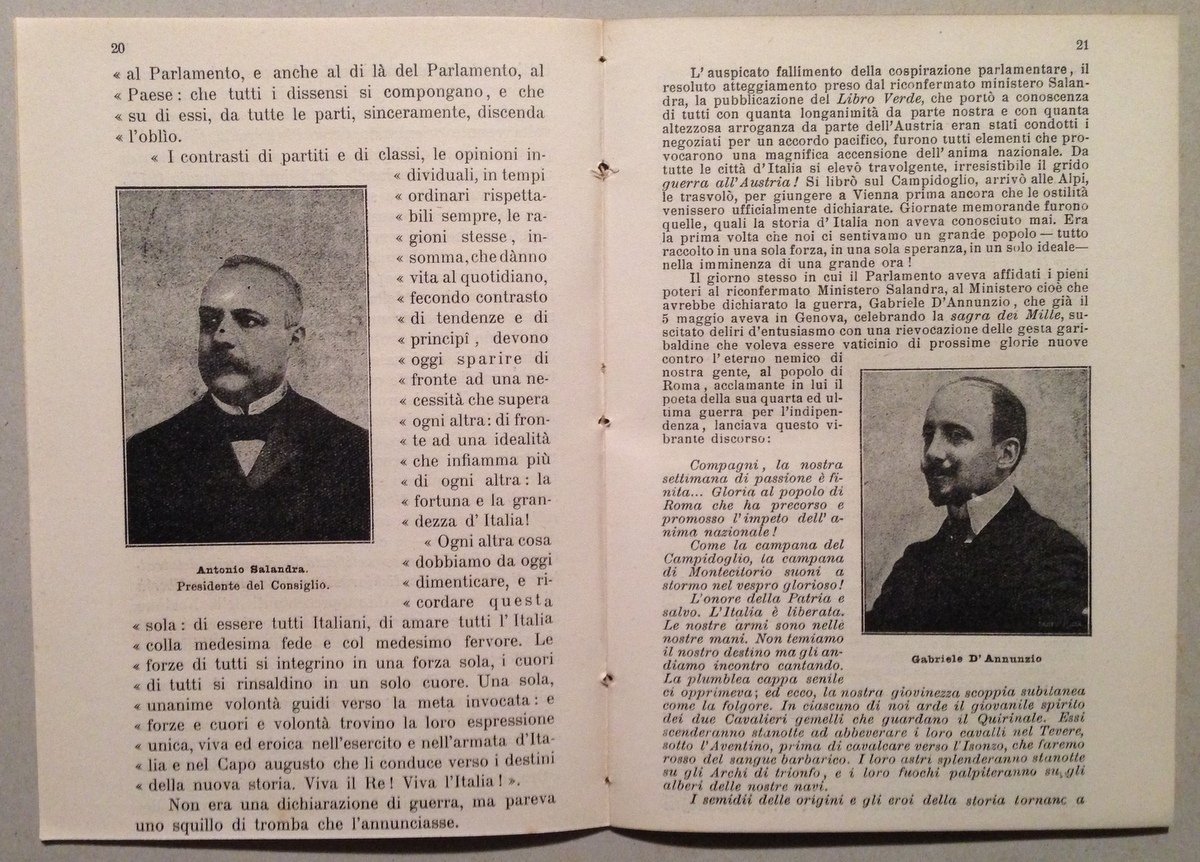 20
« al Parlamento, e anche al di là del Parlamento, al
« Paese: che tutti i dissensi si compongano, e che
« su di essi, da tutte le parti, sinceramente, discenda
« l'oblìo.
« I contrasti di partiti e di classi, le opinioni in-
« dividuali, in tempi
« ordinari rispetta-
« bili sempre, le ra-
« gioni stesse, in-
« somma, che dànno
« vita al quotidiano,
« fecondo contrasto
« di tendenze e di
« principî, devono
« oggi sparire di
« fronte ad una ne-
« cessità che supera
« ogni altra: di fron-
« te ad una idealità
« che infiamma più
« di ogni altra: la
« fortuna e la gran-
« dezza d'Italia!
« Ogni altra cosa
« dobbiamo da oggi
« dimenticare, e ri-
« cordare questa
« sola: di essere tutti Italiani, di amare tutti l'Italia
« colla medesima fede e col medesimo fervore. Le
« forze di tutti si integrino in una forza sola, i cuori
« di tutti si rinsaldino in un solo cuore. Una sola,
« unanime volontà guidi verso la meta invocata: e
« forze e cuori e volontà trovino la loro espressione
« unica, viva ed eroica nell'esercito e nell'armata d'Ita-
« lia e nel Capo augusto che li conduce verso i destini
« della nuova storia. Viva il Re! Viva l'Italia! ».
Non era una dichiarazione di guerra, ma pareva
uno squillo di tromba che l'annunciasse.
Antonio Salandra.
Presidente del Consiglio.
21
L'auspicato fallimento della cospirazione parlamentare, il
resoluto atteggiamento preso dal riconfermato ministero Salan-
dra, la pubblicazione del Libro Verde, che portò a conoscenza
di tutti con quanta longanimità da parte nostra e con quanta
altezzosa arroganza da parte dell'Austria eran stati condotti i
negoziati per un accordo pacifico, furono tutti elementi che pro-
vocarono una magnifica accensione dell'anima nazionale. Da
tutte le città d'Italia si elevò travolgente, irresistibile il grido
guerra all'Austria! Si librò sul Campidoglio, arrivò alle Alpi,
le trasvolò, per giungere a Vienna prima ancora che le ostilità
venissero ufficialmente dichiarate. Giornate memorande furono
quelle, quali la storia d'Italia non aveva conosciuto mai. Era
la prima volta che noi ci sentivamo un grande popolo — tutto
raccolto in una sola forza, in una sola speranza, in un solo ideale—
nella imminenza di una grande ora!
Il giorno stesso in cui il Parlamento aveva affidati i pieni
poteri al riconfermato Ministero Salandra, al Ministero cioè che
avrebbe dichiarato la guerra, Gabriele D'Annunzio, che già il
5 maggio aveva in Genova, celebrando la sagra dei Mille, su-
scitato deliri d'entusiasmo con una rievocazione delle gesta gari-
baldine che voleva essere vaticinio di prossime glorie nuove
contro l'eterno nemico di
nostra gente, al popolo di
Roma, acclamante in lui il
poeta della sua quarta ed ul-
tima guerra per l'indipen-
denza, lanciava questo vi-
brante discorso:
Compagni, la nostra
settimana di passione è fi-
nita... Gloria al popolo di
Roma che ha precorso e
promosso l'impeto dell'a-
nima nazionale!
Come la campana del
Campidoglio, la campana
di Montecitorio suoni a
stormo nel vespro glorioso!
L'onore della Patria e
salvo. L'Italia è liberata.
Le nostre armi sono nelle
nostre mani. Non temiamo
il nostro destino ma gli an-
diamo incontro cantando.
La plumblea cappa senile
ci opprimeva; ed ecco, la nostra giovinezza scoppia subitanea
come la folgore. In ciascuno di noi arde il giovanile spirito
dei due Cavalieri gemelli che guardano il Quirinale. Essi
scenderanno stanotte ad abbeverare i loro cavalli nel Tevere,
sotto l'Aventino, prima di cavalcare verso l'Isonzo, che faremo
rosso del sangue barbarico. I loro astri splenderanno stanotte
su gli Archi di trionfo, e i loro fuochi palpiteranno su gli
alberi delle nostre navi.
I semidii delle origini e gli eroi della storia tornano a
Gabriele D'Annunzio